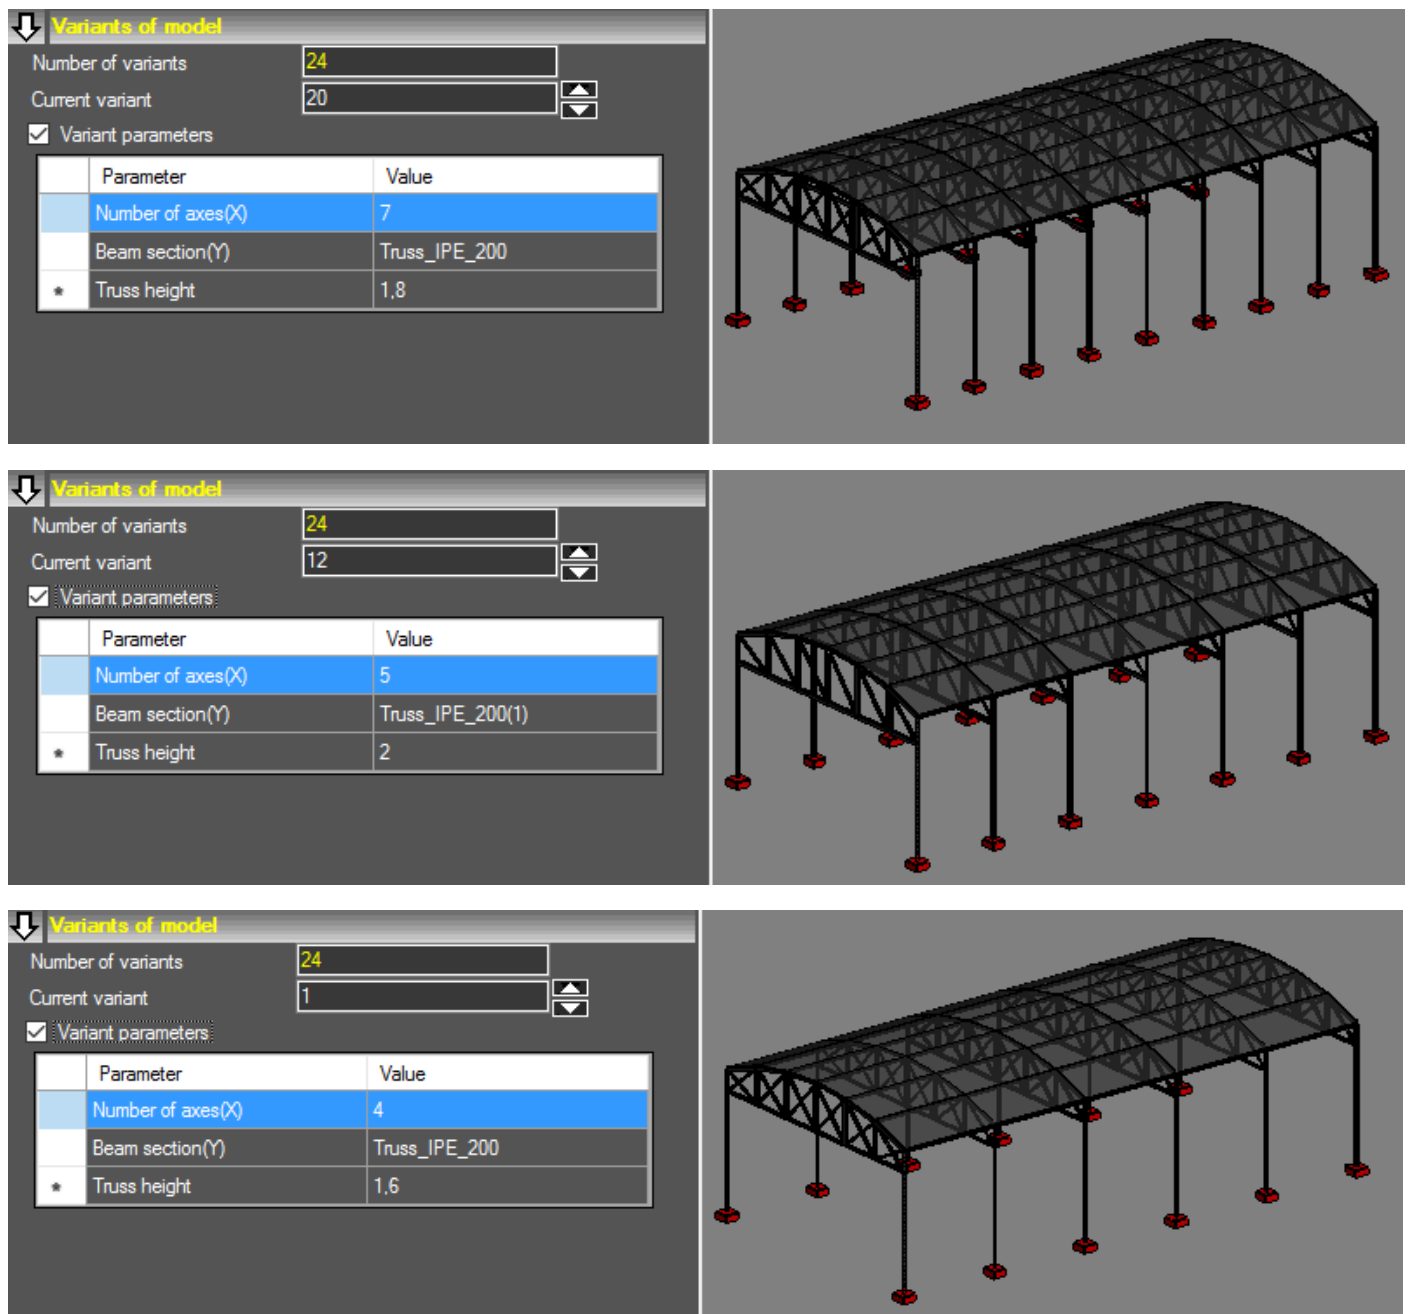 Variants of model
Number of variants 24
Current variant 20
Variant parameters
Parameter Value
Number of axes(X) 7
Beam section(Y) Truss_IPE_200
* Truss height 1,8
Variants of model
Number of variants 24
Current variant 12
Variant parameters
Parameter Value
Number of axes(X) 5
Beam section(Y) Truss_IPE_200(1)
* Truss height 2
Variants of model
Number of variants 24
Current variant 1
Variant parameters
Parameter Value
Number of axes(X) 4
Beam section(Y) Truss_IPE_200
* Truss height 1,6